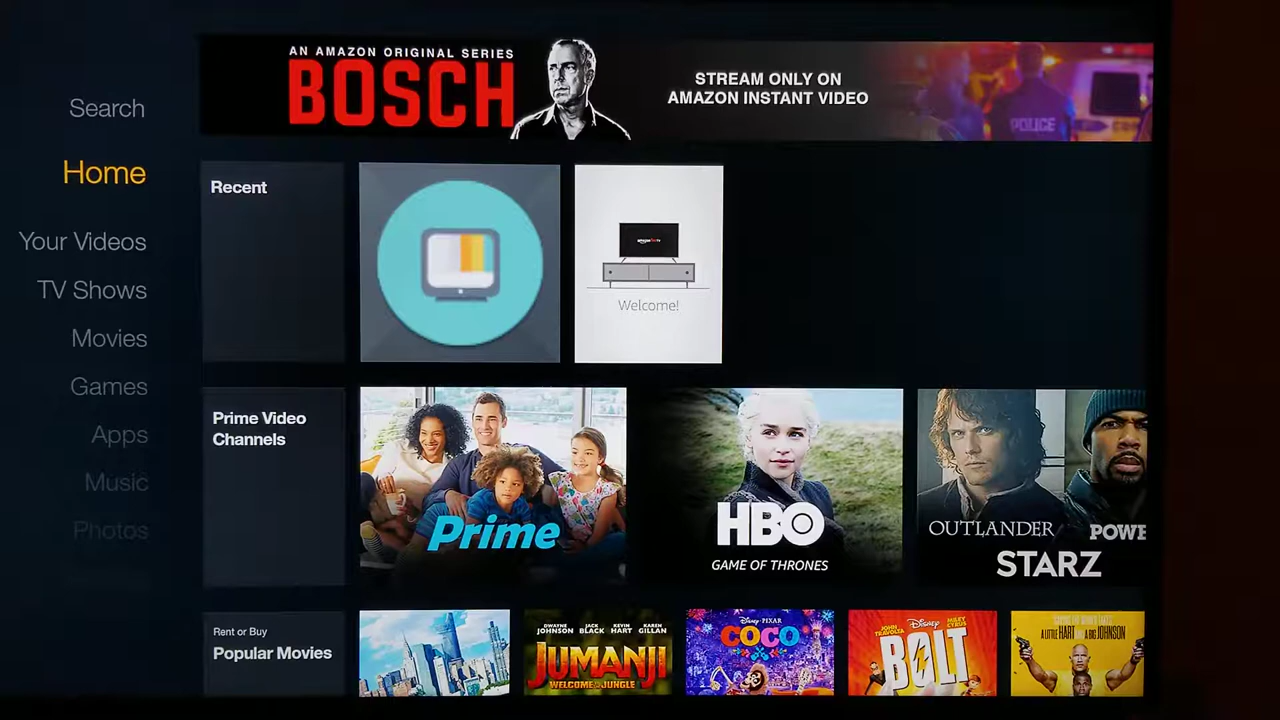 AN AMAZON ORIGINAL SERIES
BOSCH
STREAM ONLY ON
AMAZON INSTANT VIDEO
POLICE
Search
Home
Your Videos
TV Shows
Movies
Games
Apps
Music
Photos
Recent
Welcome!
Prime Video
Channels
Prime
HBO
GAME OF THRONES
OUTLANDER
POWE
STARZ
Rent or Buy
Popular Movies
DWAYNE JOHNSON
JACK BLACK
KEVIN HART
KAREN GILLAN
JUMANJI
WELCOME TO THE JUNGLE
Disney PIXAR
COCO
JOHN TRAVOLTA
Disney
MILEY CYRUS
BOLT
A LITTLE HART AND A BIG JOHNSON